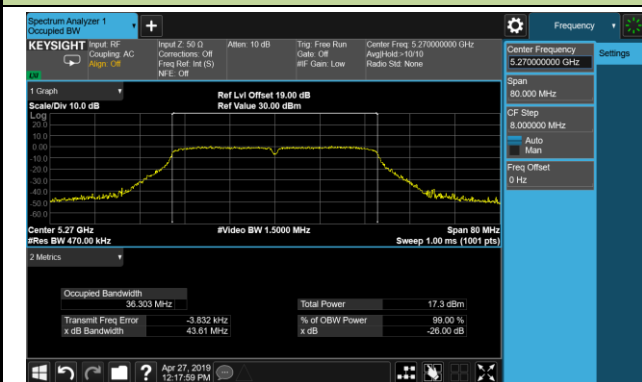 Spectrum Analyzer 1
Occupied BW
+
Frequency
KEYSIGHT Input: RF Input Z: 50 Ω Atten: 10 dB Trig: Free Run Center Freq: 5.270000000 GHz
Coupling: AC Corrections: Off Gate: Off Avg|Hold:>10/10
Align: Off Freq Ref: Int (S) #IF Gain: Low Radio Std: None
NFE: Off
LVI
Center Frequency
5.270000000 GHz
Settings
Span
80.000 MHz
CF Step
8.000000 MHz
Auto
Man
Freq Offset
0 Hz
1 Graph
Ref Lvl Offset 19.00 dB
Scale/Div 10.0 dB Ref Value 30.00 dBm
Log
20.0
10.0
0.00
-10.0
-20.0
-30.0
-40.0
-50.0
-60.0
Center 5.27 GHz #Video BW 1.5000 MHz Span 80 MHz
#Res BW 470.00 kHz Sweep 1.00 ms (1001 pts)
2 Metrics
Occupied Bandwidth
36.303 MHz Total Power 17.3 dBm
Transmit Freq Error -3.832 kHz % of OBW Power 99.00 %
x dB Bandwidth 43.61 MHz x dB -26.00 dB
? Apr 27, 2019
12:17:59 PM